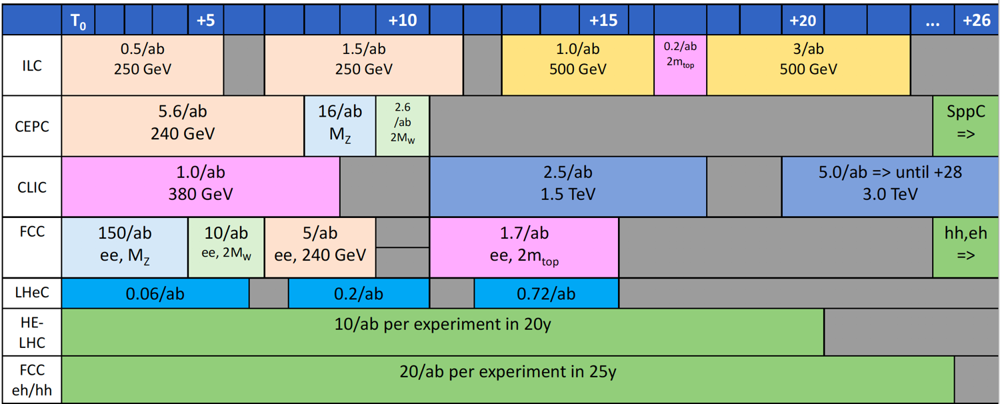 T0 +5 +10 +15 +20 ... +26
ILC
0.5/ab
250 GeV
1.5/ab
250 GeV
1.0/ab
500 GeV
0.2/ab
2mtop
3/ab
500 GeV
CEPC
5.6/ab
240 GeV
16/ab
MZ
2.6
/ab
2MW
SppC
=>
CLIC
1.0/ab
380 GeV
2.5/ab
1.5 TeV
5.0/ab => until +28
3.0 TeV
FCC
150/ab
ee, MZ
10/ab
ee, 2MW
5/ab
ee, 240 GeV
1.7/ab
ee, 2mtop
hh,eh
=>
LHeC
0.06/ab
0.2/ab
0.72/ab
HE-
LHC
10/ab per experiment in 20y
FCC
eh/hh
20/ab per experiment in 25y